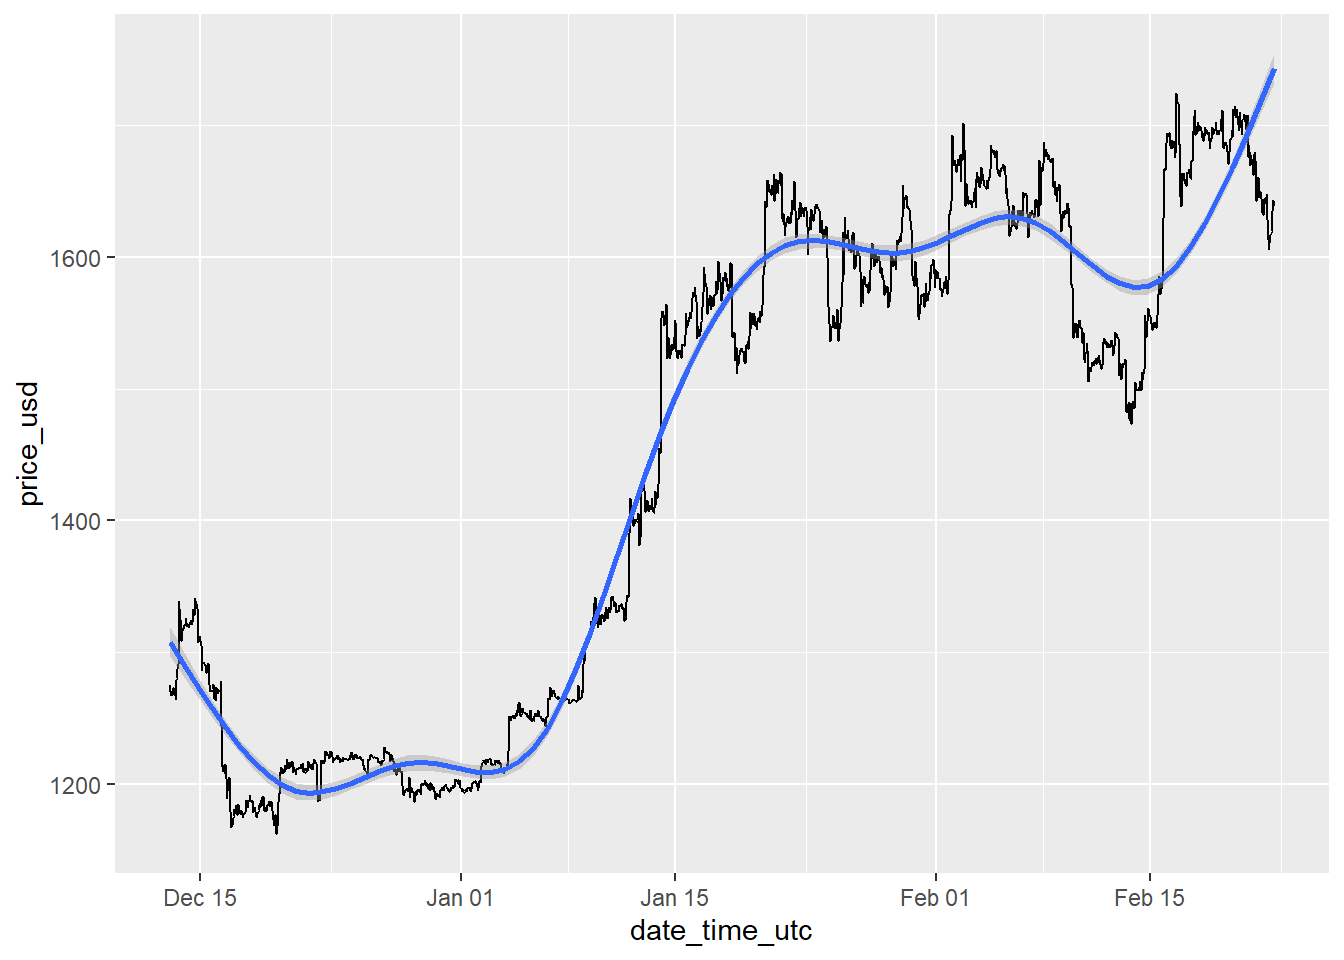 price_usd
1600
1400
1200
Dec 15
Jan 01
Jan 15
Feb 01
Feb 15
date_time_utc